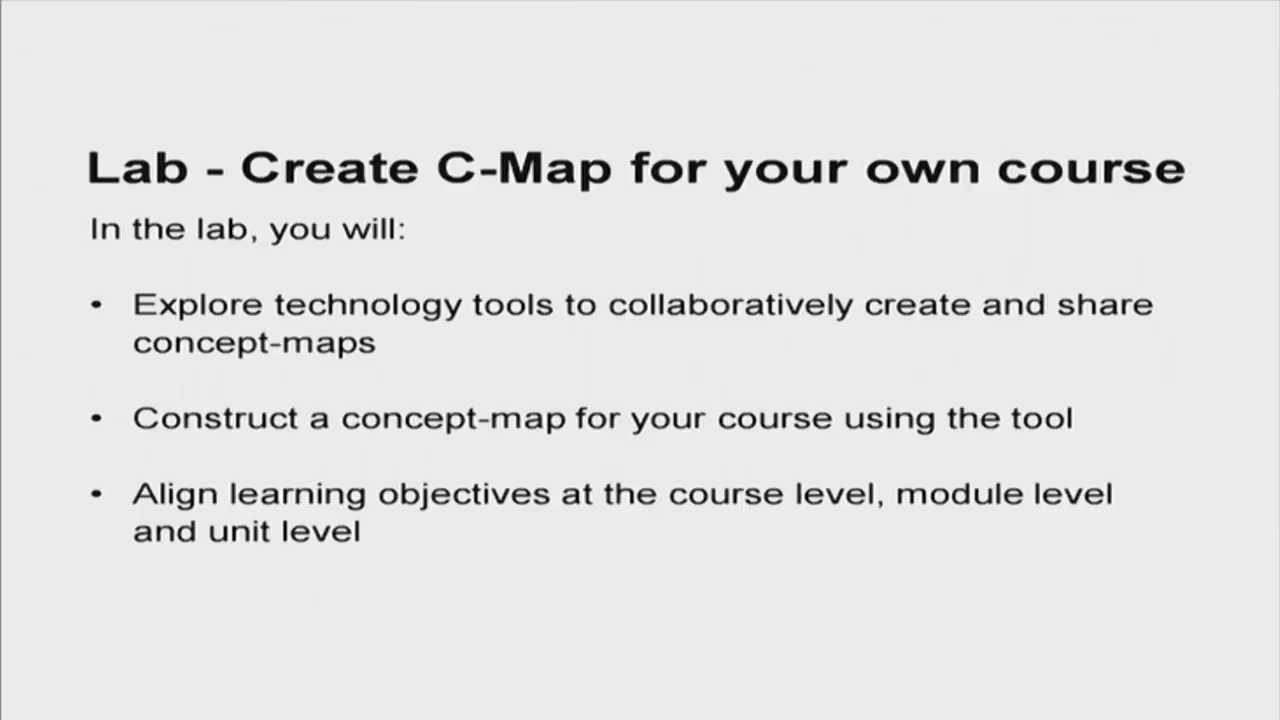 Lab - Create C-Map for your own course
In the lab, you will:
• Explore technology tools to collaboratively create and share
concept-maps
• Construct a concept-map for your course using the tool
• Align learning objectives at the course level, module level
and unit level